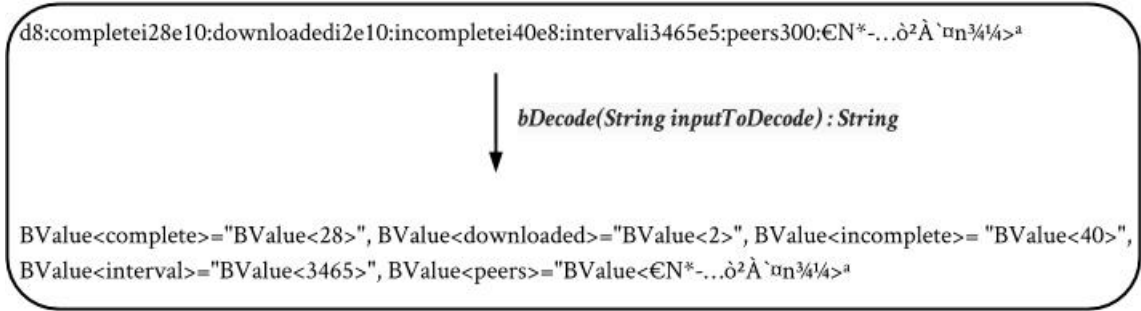 d8:completei28e10:downloadedi2e10:incompletei40e8:intervali3465e5:peers300:€N*-…ò²À`¤n¾¼>ª
bDecode(String inputToDecode) : String
BValue<complete>="BValue<28>", BValue<downloaded>="BValue<2>", BValue<incomplete>= "BValue<40>",
BValue<interval>="BValue<3465>", BValue<peers>="BValue<€N*-…ò²À`¤n¾¼>ª